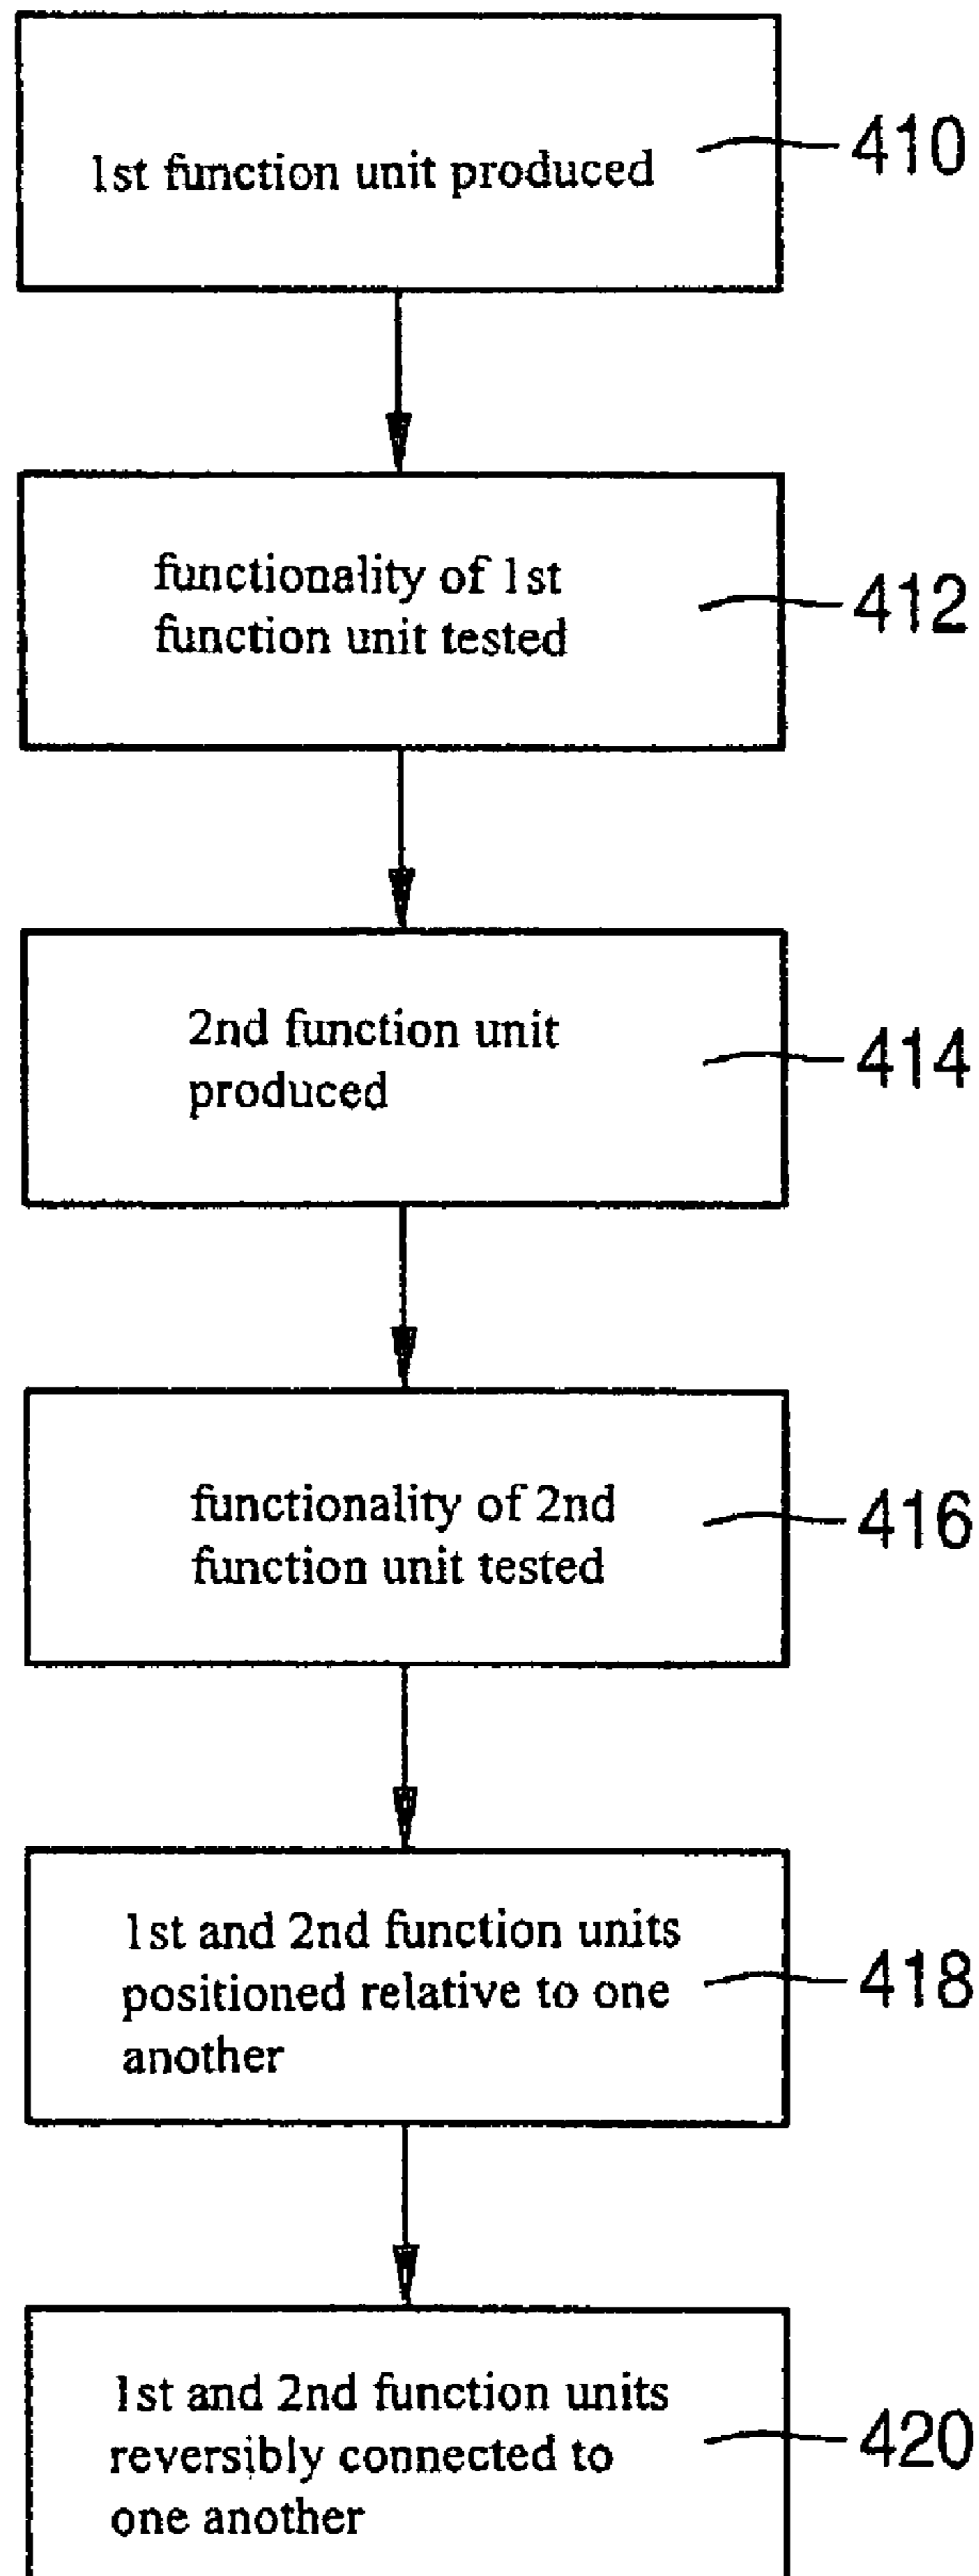 1st function unit produced
410
functionality of 1st
function unit tested
412
2nd function unit
produced
414
functionality of 2nd
function unit tested
416
1st and 2nd function units
positioned relative to one
another
418
1st and 2nd function units
reversibly connected to
one another
420